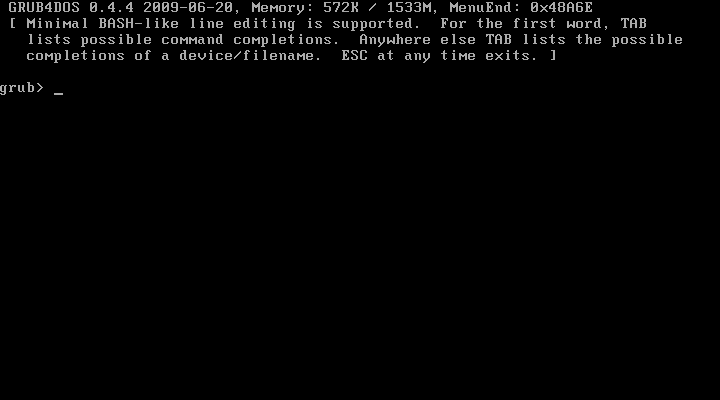 GRUB4DOS 0.4.4 2009-06-20, Memory: 572K / 1533M, MenuEnd: 0x48A6E
[ Minimal BASH-like line editing is supported.  For the first word, TAB
lists possible command completions.  Anywhere else TAB lists the possible
completions of a device/filename.  ESC at any time exits. ]
grub> _